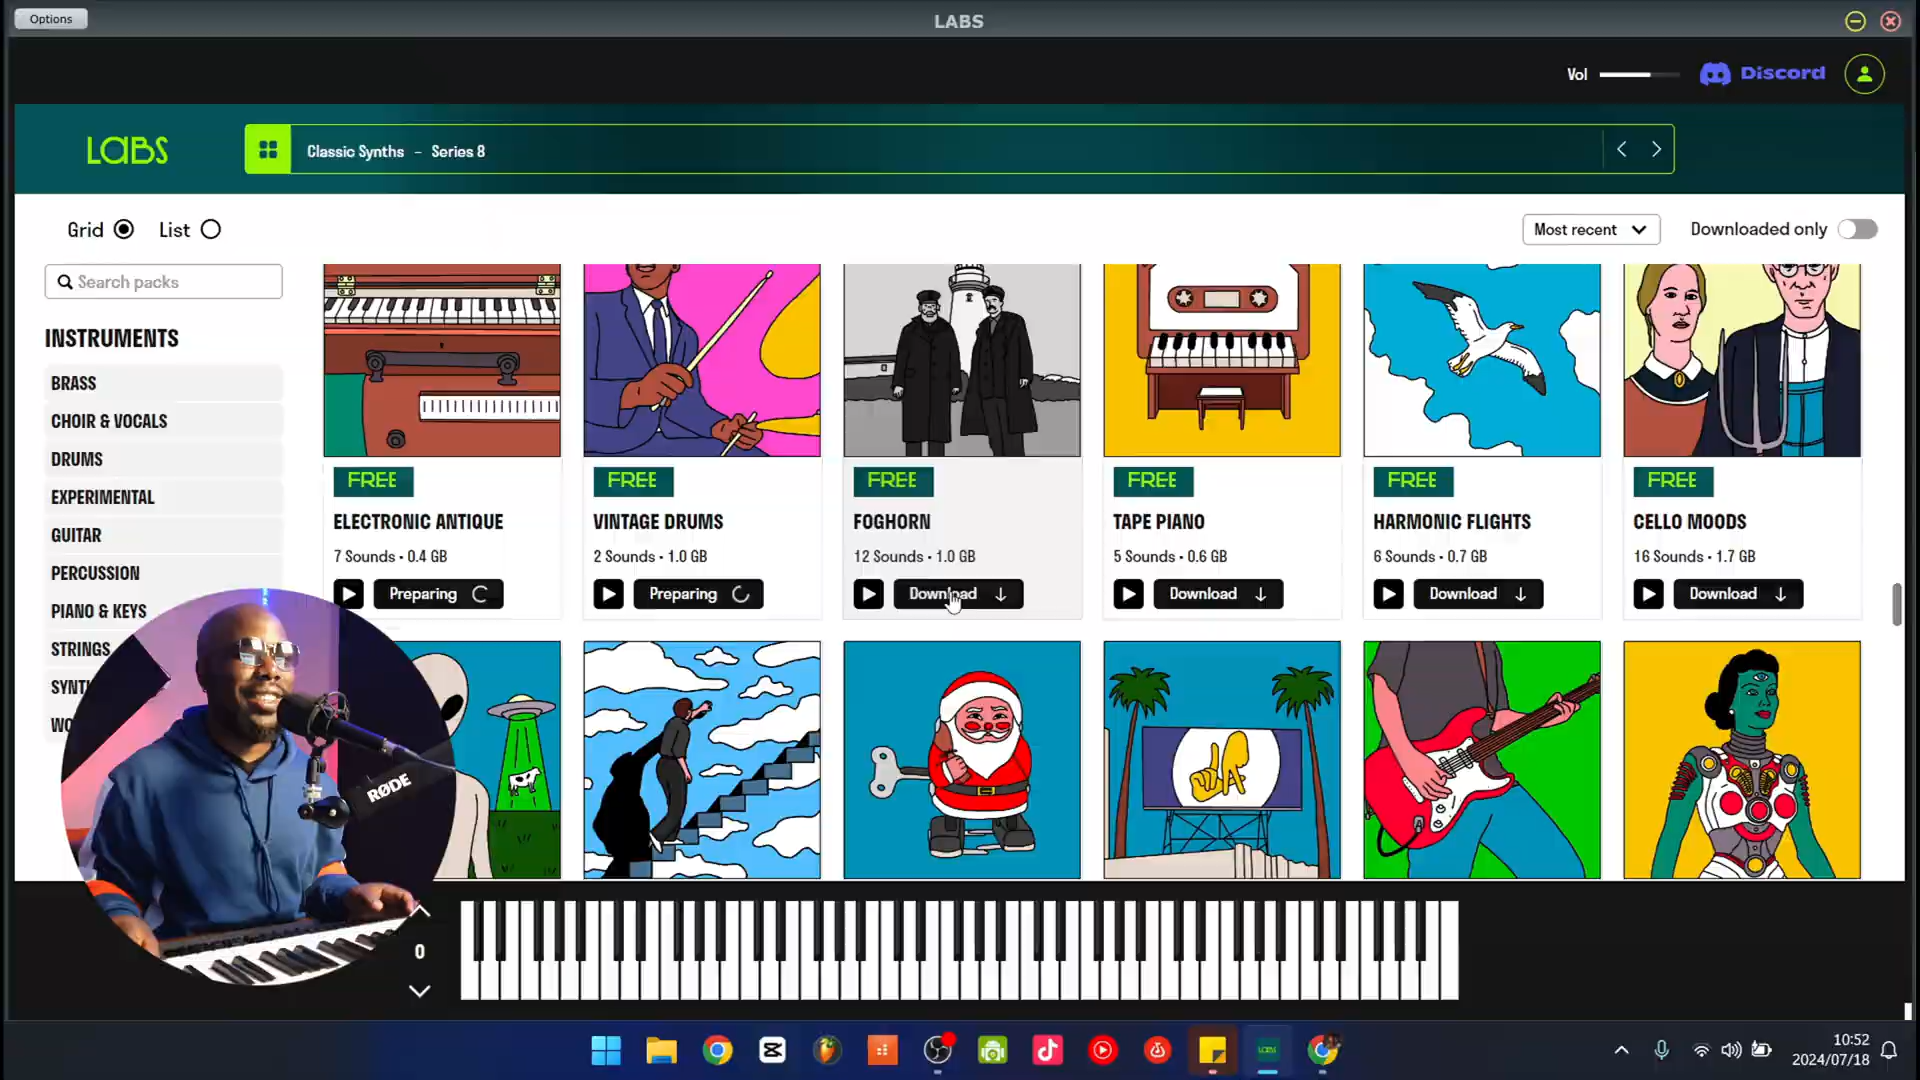 Options
LABS
Vol
Discord
LABS
Classic Synths – Series 8
Grid
List
Most recent
Downloaded only
Search packs
INSTRUMENTS
BRASS
CHOIR & VOCALS
DRUMS
EXPERIMENTAL
GUITAR
PERCUSSION
PIANO & KEYS
STRINGS
FREE
ELECTRONIC ANTIQUE
7 Sounds • 0.4 GB
Preparing
FREE
VINTAGE DRUMS
2 Sounds • 1.0 GB
Preparing
FREE
FOGHORN
12 Sounds • 1.0 GB
Download
FREE
TAPE PIANO
5 Sounds • 0.6 GB
Download
FREE
HARMONIC FLIGHTS
6 Sounds • 0.7 GB
Download
FREE
CELLO MOODS
16 Sounds • 1.7 GB
Download
RØDE
0
LABS
10:52
2024/07/18